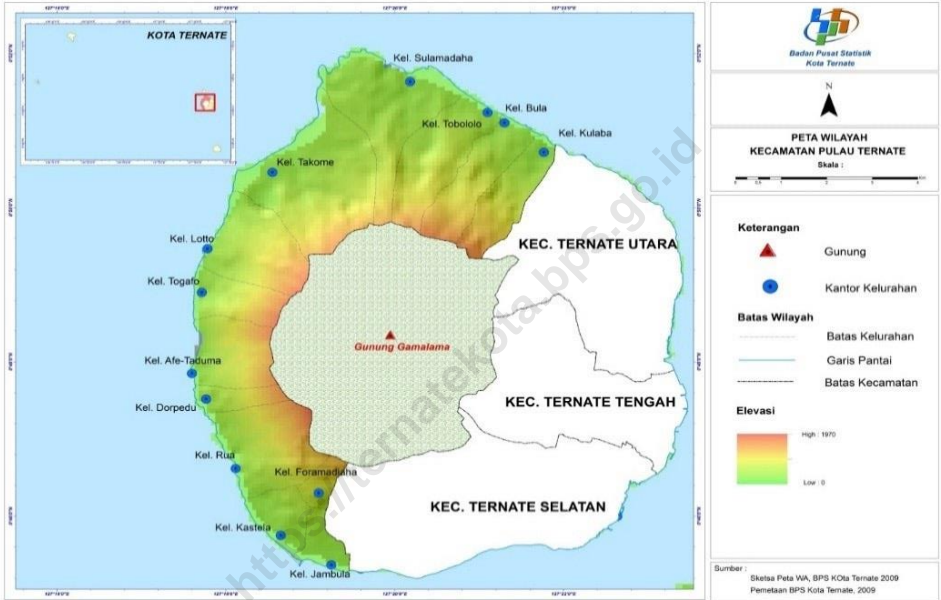 KOTA TERNATE
Kel. Sulamadaha
Kel. Bula
Kel. Tobololo
Kel. Kulaba
Kel. Takome
KEC. TERNATE UTARA
Kel. Lotto
Kel. Togafo
Gunung Gamalama
Kel. Afe-Taduma
Kel. Dorpedu
KEC. TERNATE TENGAH
Kel. Rua
Kel. Foramadiaha
KEC. TERNATE SELATAN
Kel. Kastela
Kel. Jambula
https://ternatekota.bps.go.id
Badan Pusat Statistik
Kota Ternate
N
PETA WILAYAH
KECAMATAN PULAU TERNATE
Skala :
Keterangan
Gunung
Kantor Kelurahan
Batas Wilayah
Batas Kelurahan
Garis Pantai
Batas Kecamatan
Elevasi
High : 1970
Low : 0
Sumber :
Sketsa Peta WA, BPS KOta Ternate 2009
Pemetaan BPS Kota Ternate, 2009